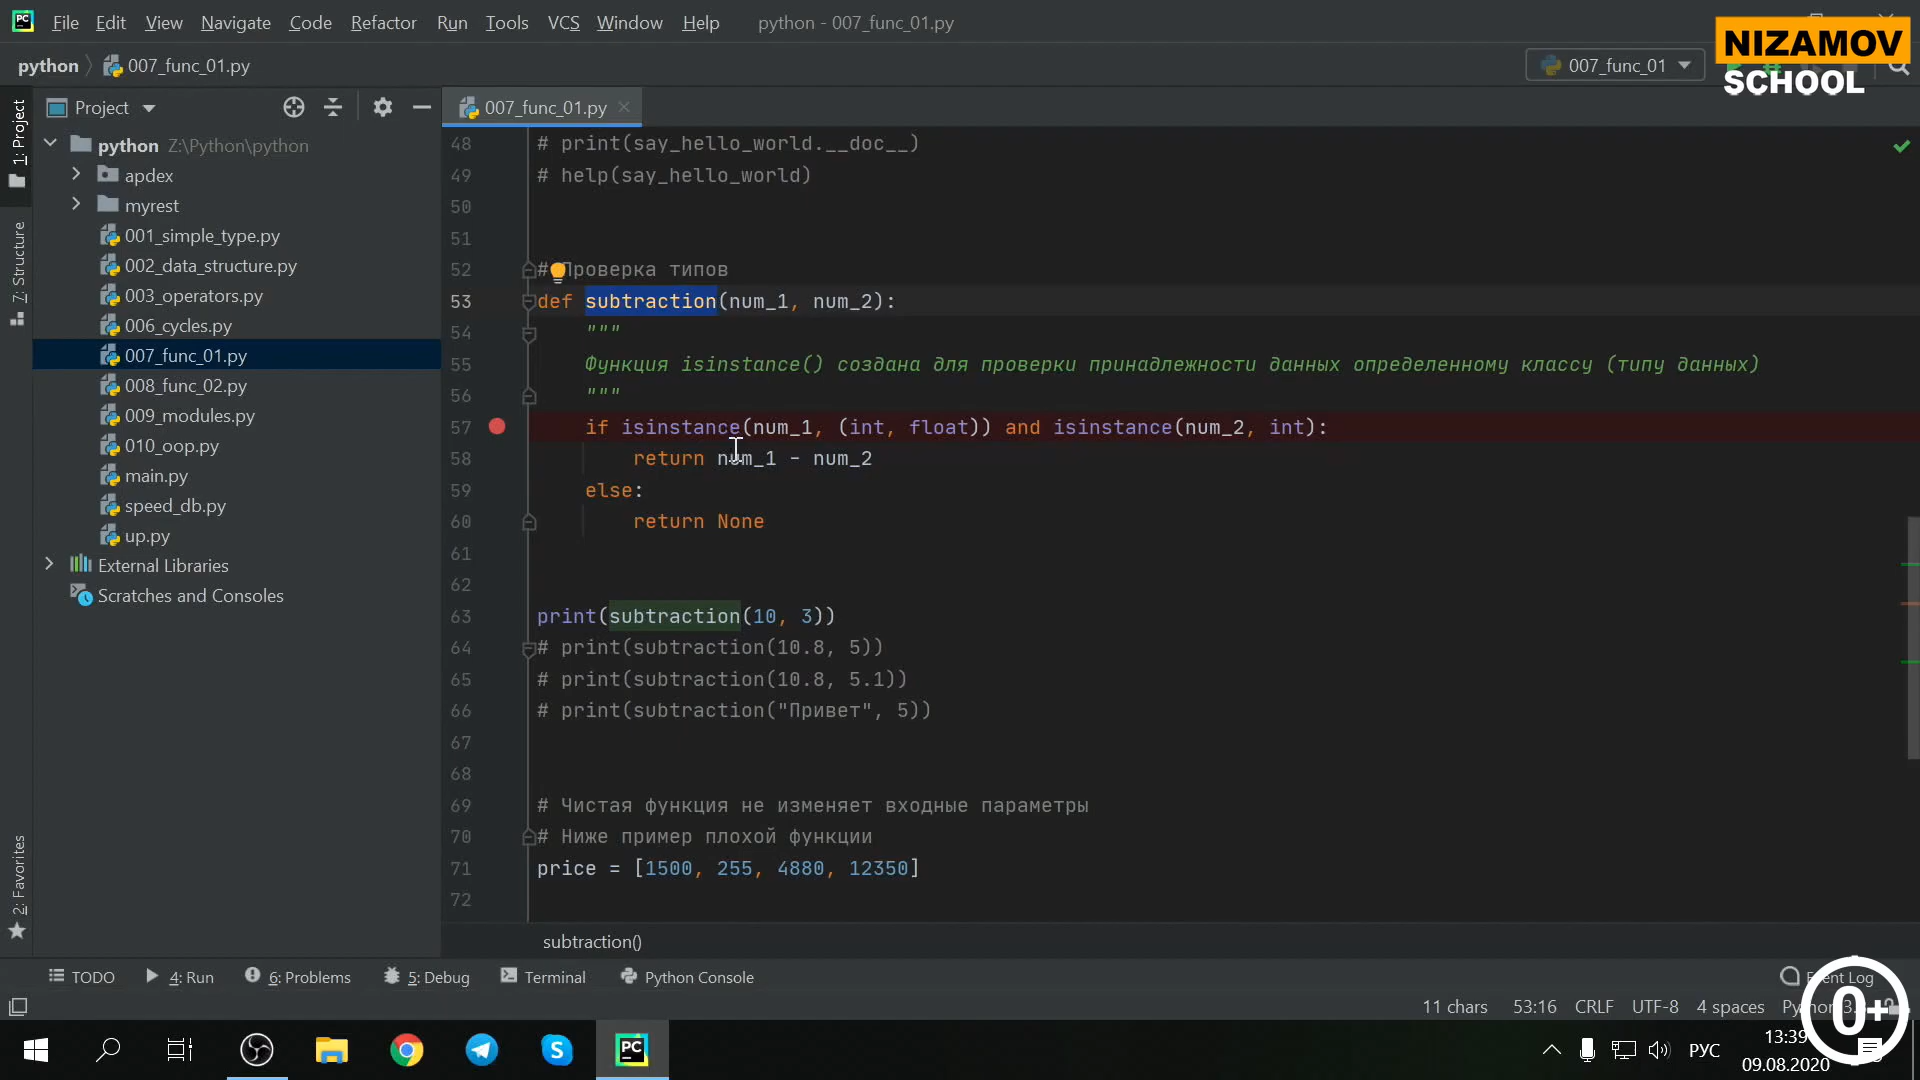 File Edit View Navigate Code Refactor Run Tools VCS Window Help python - 007_func_01.py
NIZAMOV
SCHOOL
python 007_func_01.py 007_func_01
1: Project
Project
007_func_01.py
python Z:\Python\python
apdex
myrest
001_simple_type.py
002_data_structure.py
003_operators.py
006_cycles.py
007_func_01.py
008_func_02.py
009_modules.py
010_oop.py
main.py
speed_db.py
up.py
External Libraries
Scratches and Consoles
7: Structure
2: Favorites
48 # print(say_hello_world.__doc__)
49 # help(say_hello_world)
50
51
52 # Проверка типов
53 def subtraction(num_1, num_2):
54 """
55 Функция isinstance() создана для проверки принадлежности данных определенному классу (типу данных)
56 """
57 if isinstance(num_1, (int, float)) and isinstance(num_2, int):
58 return num_1 - num_2
59 else:
60 return None
61
62
63 print(subtraction(10, 3))
64 # print(subtraction(10.8, 5))
65 # print(subtraction(10.8, 5.1))
66 # print(subtraction("Привет", 5))
67
68
69 # Чистая функция не изменяет входные параметры
70 # Ниже пример плохой функции
71 price = [1500, 255, 4880, 12350]
72
subtraction()
TODO 4: Run 6: Problems 5: Debug Terminal Python Console Log
11 chars 53:16 CRLF UTF-8 4 spaces
0+
РУС
13:39
09.08.2020